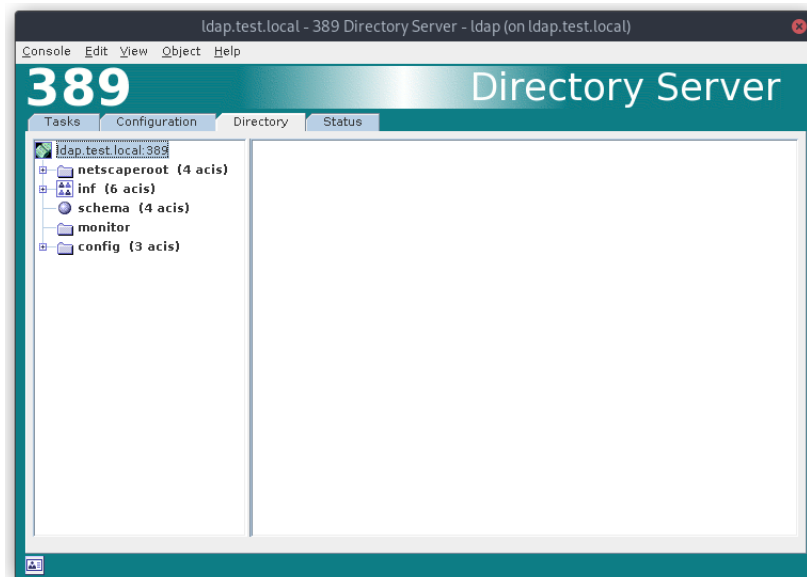 ldap.test.local - 389 Directory Server - ldap (on ldap.test.local)
Console Edit View Object Help
389 Directory Server
Tasks Configuration Directory Status
ldap.test.local:389
netscaperoot (4 acis)
inf (6 acis)
schema (4 acis)
monitor
config (3 acis)